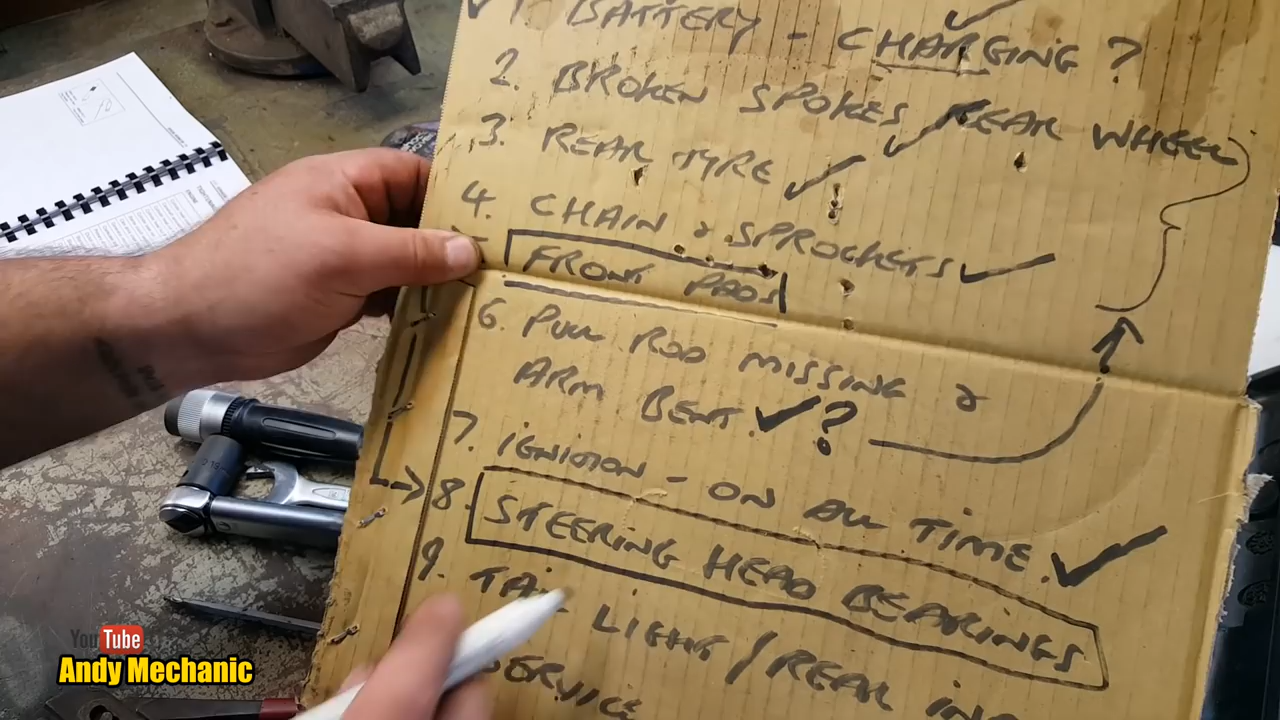 1 BATTERY - CHARGING ?
2. BROKEN SPOKES REAR WHEEL
3. REAR TYRE
4. CHAIN & SPROCKETS
FRONT PADS
6. PULL ROD MISSING &
ARM BENT. ?
7. IGNITION - ON ALL TIME.
8. STEERING HEAD BEARINGS
9. TAIL LIGHT / REAR IND
SERVICE
YouTube
Andy Mechanic